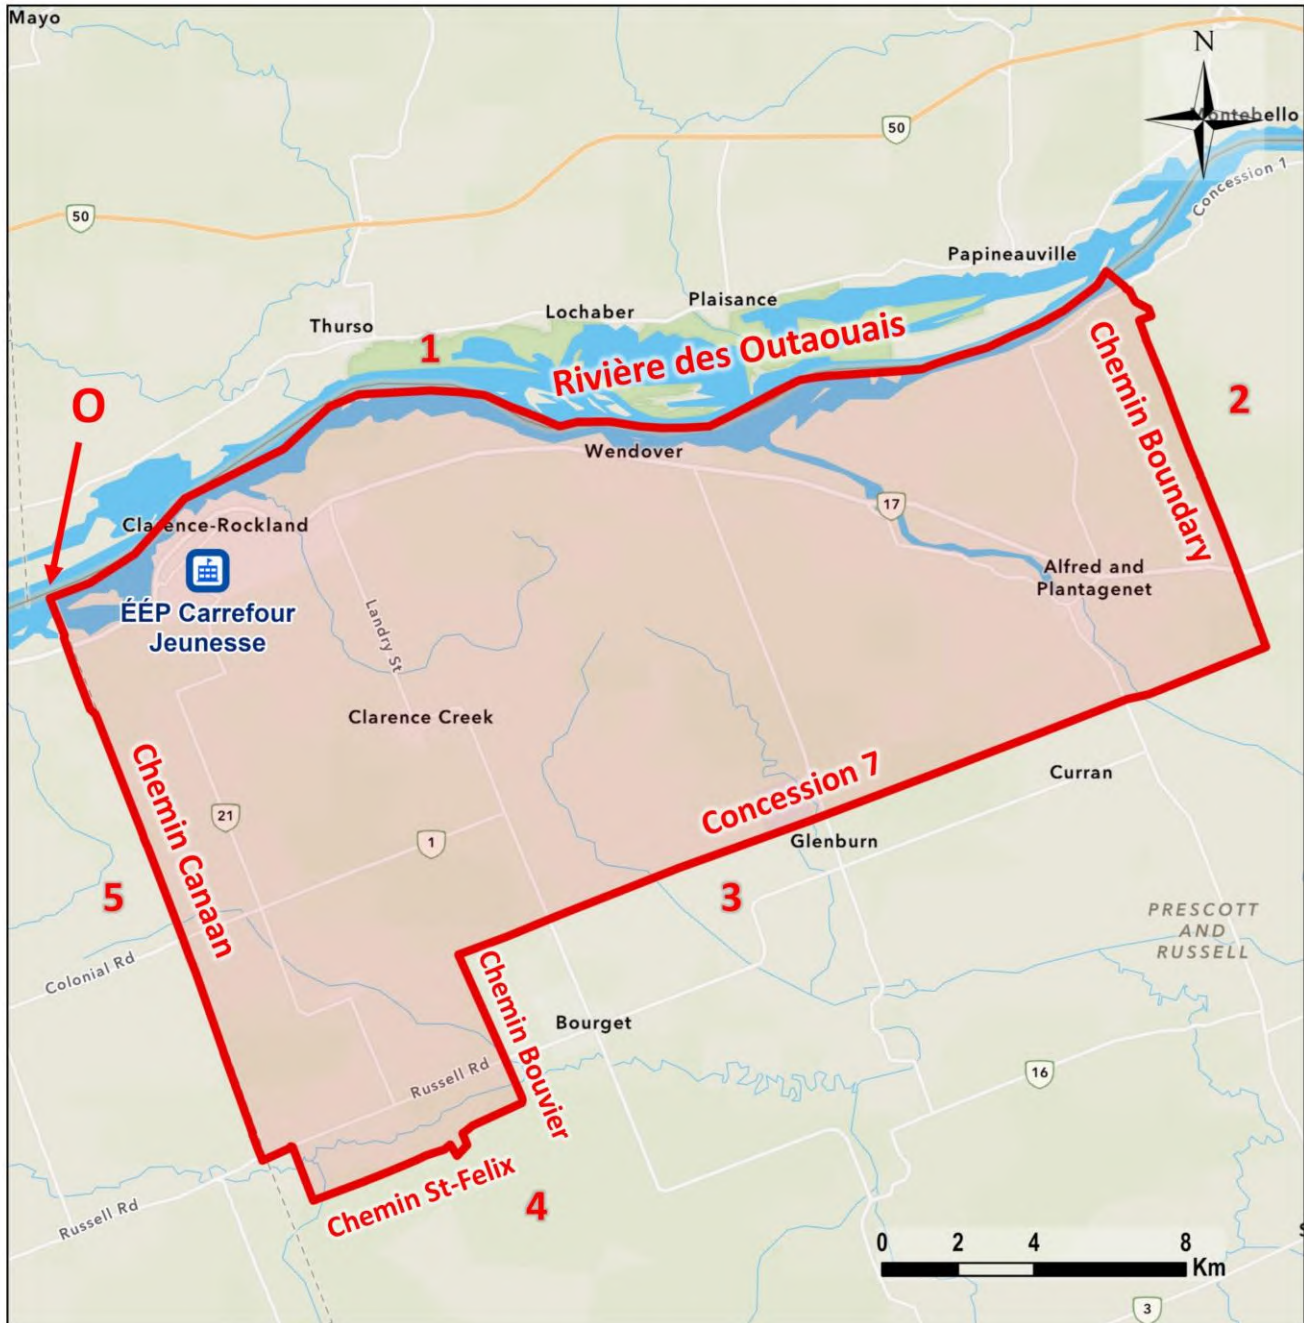 Mayo
N
Montebello
50
Concession 1
50
Papineauville
Plaisance
Lochaber
Thurso
1
Rivière des Outaouais
Chemin Boundary
2
O
Wendover
17
Clarence-Rockland
Alfred and
Plantagenet
ÉÉP Carrefour
Jeunesse
Landry St
Clarence Creek
Chemin Canaan
21
1
Concession 7
Curran
Glenburn
5
3
PRESCOTT
AND
RUSSELL
Colonial Rd
Chemin Bouvier
Bourget
Russell Rd
16
Chemin St-Felix
4
Russell Rd
0 2 4 8
Km
3